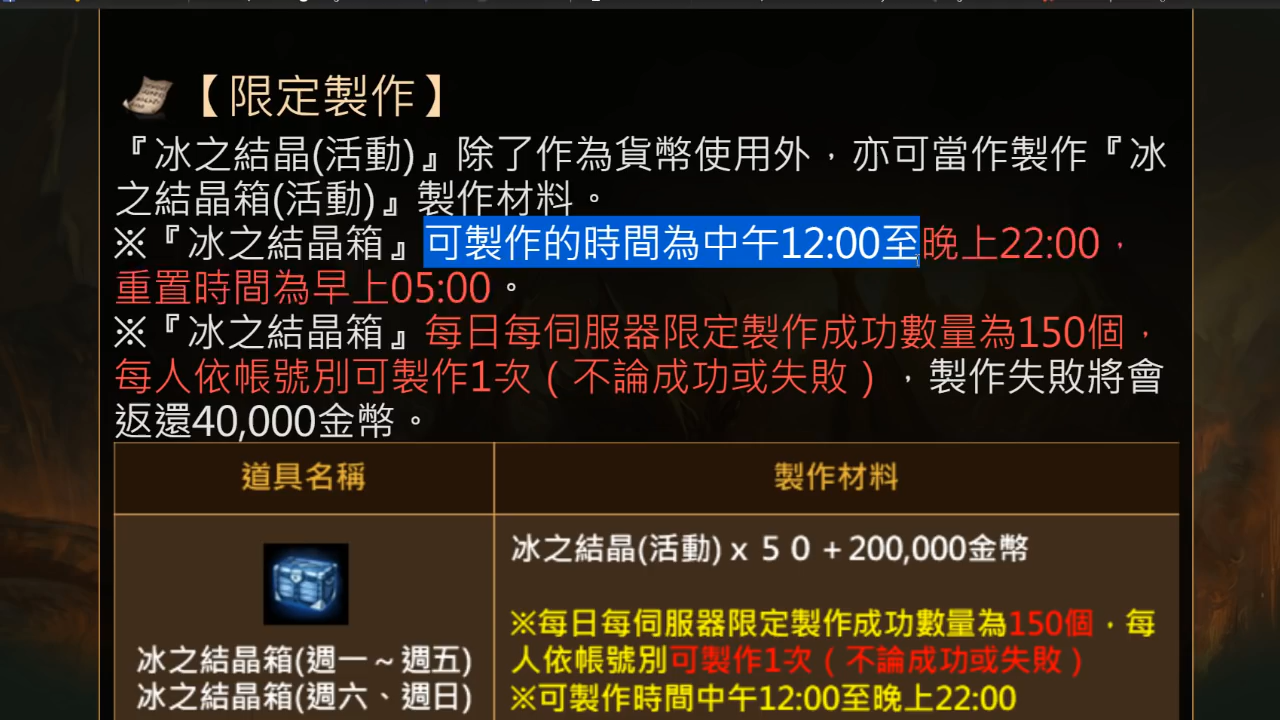 【限定製作】
『冰之結晶(活動)』除了作為貨幣使用外，亦可當作製作『冰
之結晶箱(活動)』製作材料。
※『冰之結晶箱』可製作的時間為中午12:00至晚上22:00，
重置時間為早上05:00。
※『冰之結晶箱』每日每伺服器限定製作成功數量為150個，
每人依帳號別可製作1次（不論成功或失敗），製作失敗將會
返還40,000金幣。
道具名稱
製作材料
冰之結晶(活動) x ５０＋200,000金幣
※每日每伺服器限定製作成功數量為150個，每
人依帳號別可製作1次（不論成功或失敗）
※可製作時間中午12:00至晚上22:00
冰之結晶箱(週一～週五)
冰之結晶箱(週六、週日)